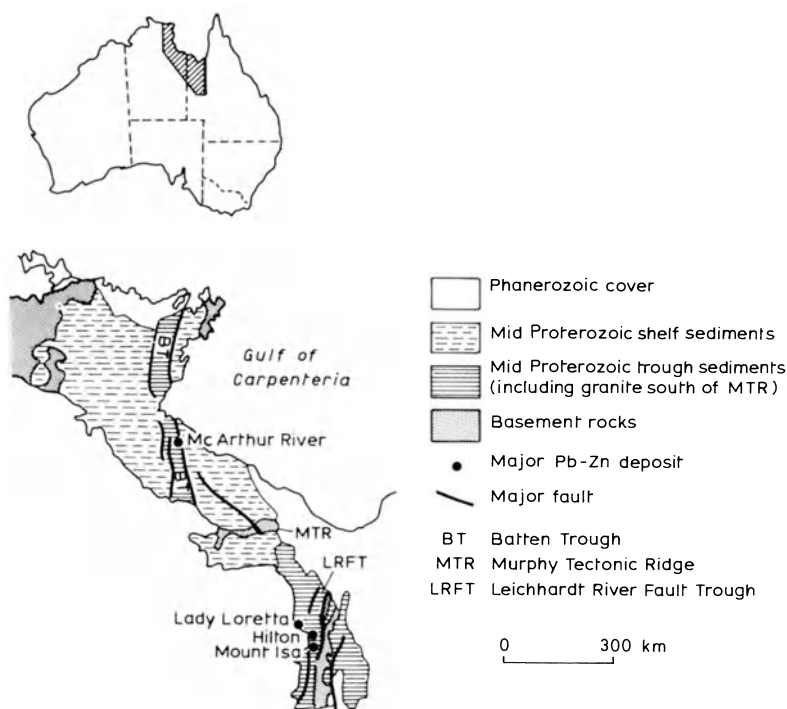 Gulf of
Carpenteria
BT
Mc Arthur River
BT
MTR
LRFT
Lady Loretta
Hilton
Mount Isa
Phanerozoic cover
Mid Proterozoic shelf sediments
Mid Proterozoic trough sediments
(including granite south of MTR)
Basement rocks
Major Pb-Zn deposit
Major fault
BT Batten Trough
MTR Murphy Tectonic Ridge
LRFT Leichhardt River Fault Trough
0 300 km